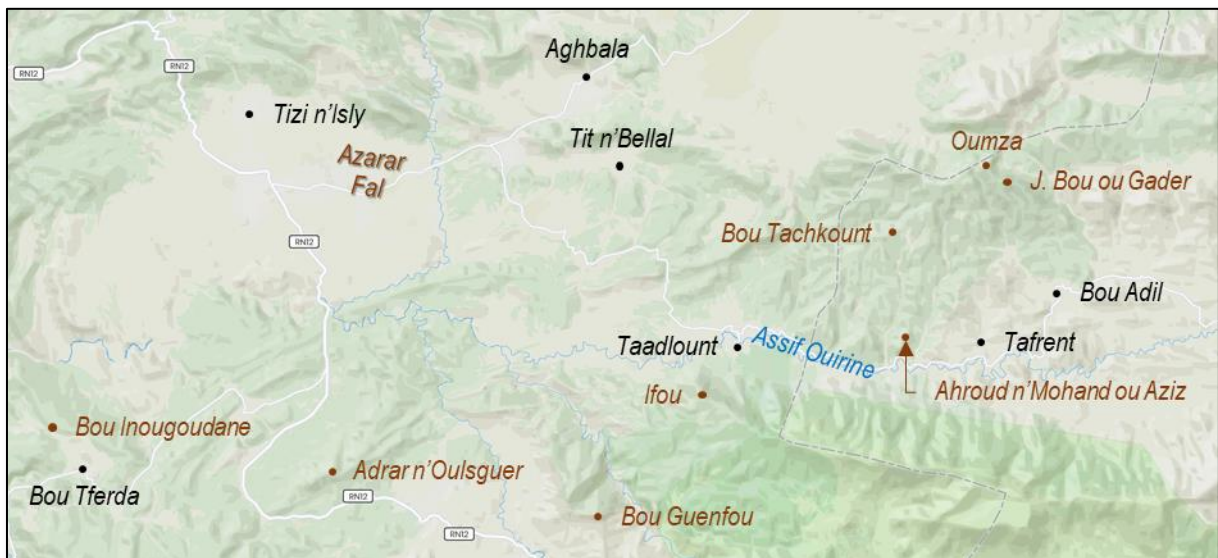 Aghbala
RN12
Tizi n’Isly
Azarar
Fal
Tit n’Bellal
Oumza
J. Bou ou Gader
Bou Tachkount
RN12
Bou Adil
Taadlount
Assif Ouirine
Tafrent
Ifou
Ahroud n’Mohand ou Aziz
Bou Inougoudane
Adrar n’Oulsguer
Bou Tferda
RN12
Bou Guenfou
RN12